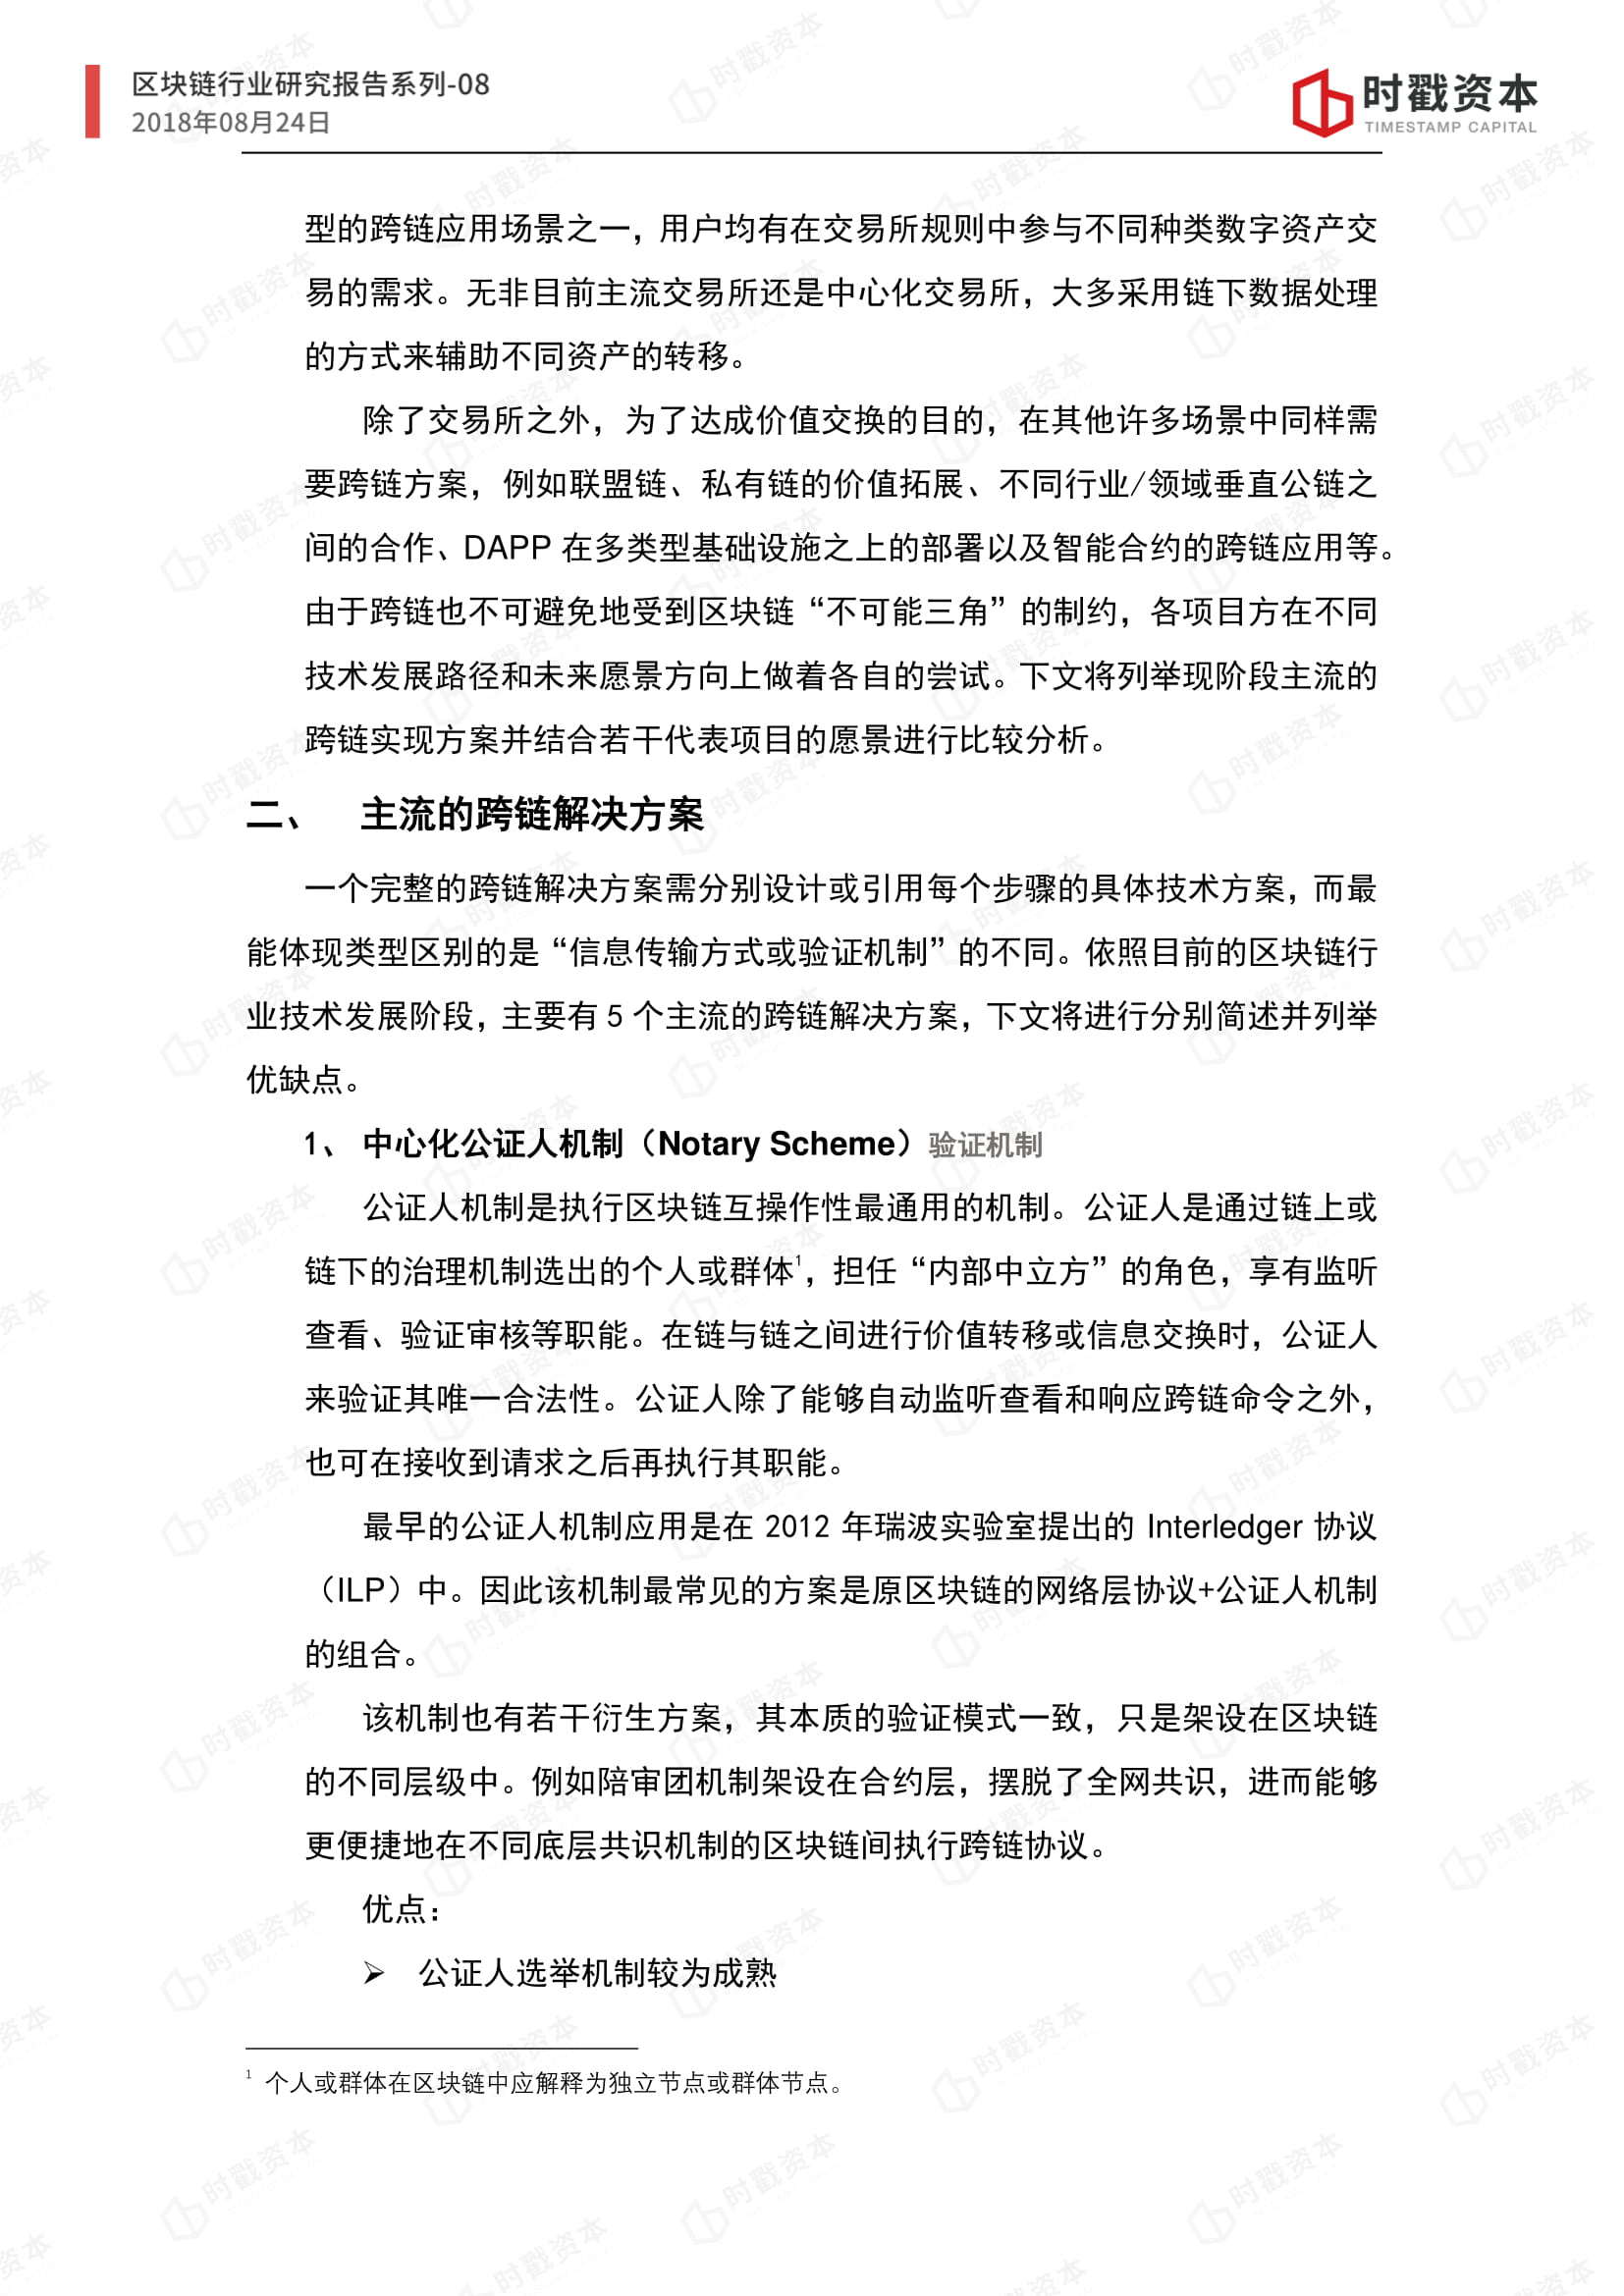 区块链行业研究报告系列-08
2018年08月24日
时戳资本
TIMESTAMP CAPITAL
型的跨链应用场景之一，用户均有在交易所规则中参与不同种类数字资产交
易的需求。无非目前主流交易所还是中心化交易所，大多采用链下数据处理
的方式来辅助不同资产的转移。
除了交易所之外，为了达成价值交换的目的，在其他许多场景中同样需
要跨链方案，例如联盟链、私有链的价值拓展、不同行业/领域垂直公链之
间的合作、DAPP 在多类型基础设施之上的部署以及智能合约的跨链应用等。
由于跨链也不可避免地受到区块链“不可能三角”的制约，各项目方在不同
技术发展路径和未来愿景方向上做着各自的尝试。下文将列举现阶段主流的
跨链实现方案并结合若干代表项目的愿景进行比较分析。
二、 主流的跨链解决方案
一个完整的跨链解决方案需分别设计或引用每个步骤的具体技术方案，而最
能体现类型区别的是“信息传输方式或验证机制”的不同。依照目前的区块链行
业技术发展阶段，主要有 5 个主流的跨链解决方案，下文将进行分别简述并列举
优缺点。
1、 中心化公证人机制（Notary Scheme）验证机制
公证人机制是执行区块链互操作性最通用的机制。公证人是通过链上或
链下的治理机制选出的个人或群体1，担任“内部中立方”的角色，享有监听
查看、验证审核等职能。在链与链之间进行价值转移或信息交换时，公证人
来验证其唯一合法性。公证人除了能够自动监听查看和响应跨链命令之外，
也可在接收到请求之后再执行其职能。
最早的公证人机制应用是在 2012 年瑞波实验室提出的 Interledger 协议
（ILP）中。因此该机制最常见的方案是原区块链的网络层协议+公证人机制
的组合。
该机制也有若干衍生方案，其本质的验证模式一致，只是架设在区块链
的不同层级中。例如陪审团机制架设在合约层，摆脱了全网共识，进而能够
更便捷地在不同底层共识机制的区块链间执行跨链协议。
优点：
➢ 公证人选举机制较为成熟
1 个人或群体在区块链中应解释为独立节点或群体节点。